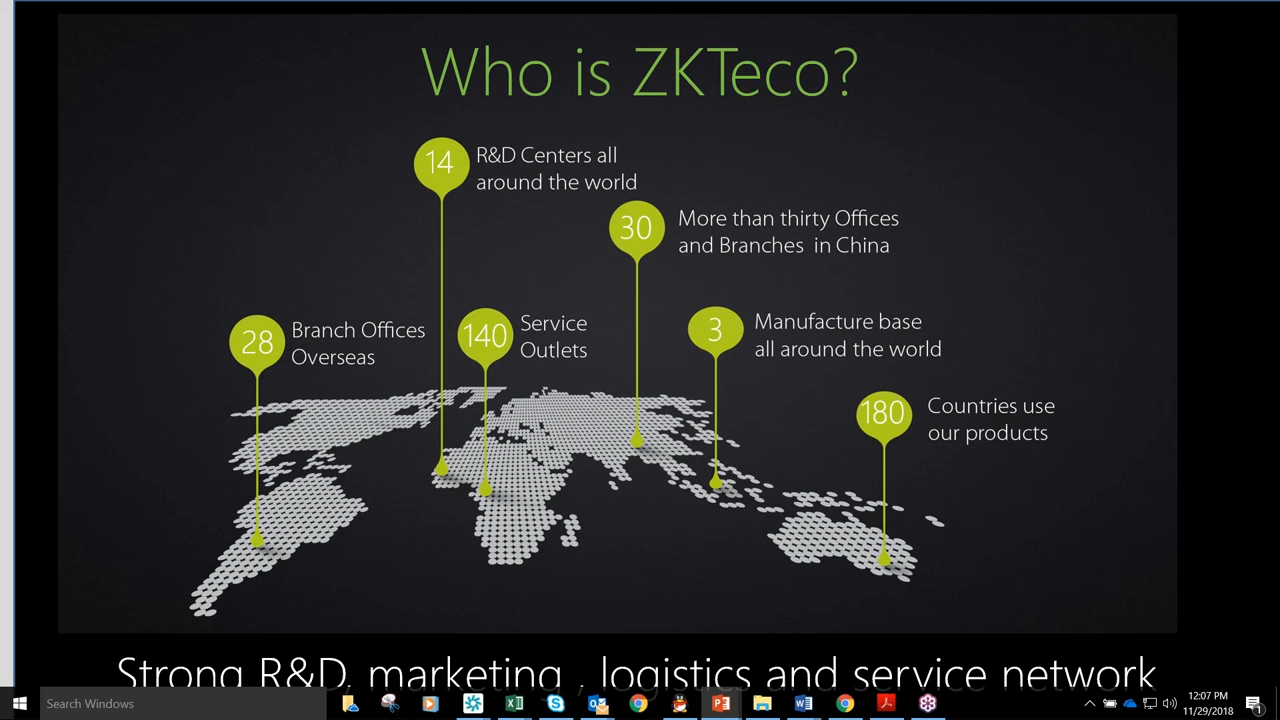 Who is ZKTeco?
14
R&D Centers all
around the world
30
More than thirty Offices
and Branches in China
28
Branch Offices
Overseas
140
Service
Outlets
3
Manufacture base
all around the world
180
Countries use
our products
Strong R&D, marketing , logistics and service network
Search Windows
12:07 PM
11/29/2018
1